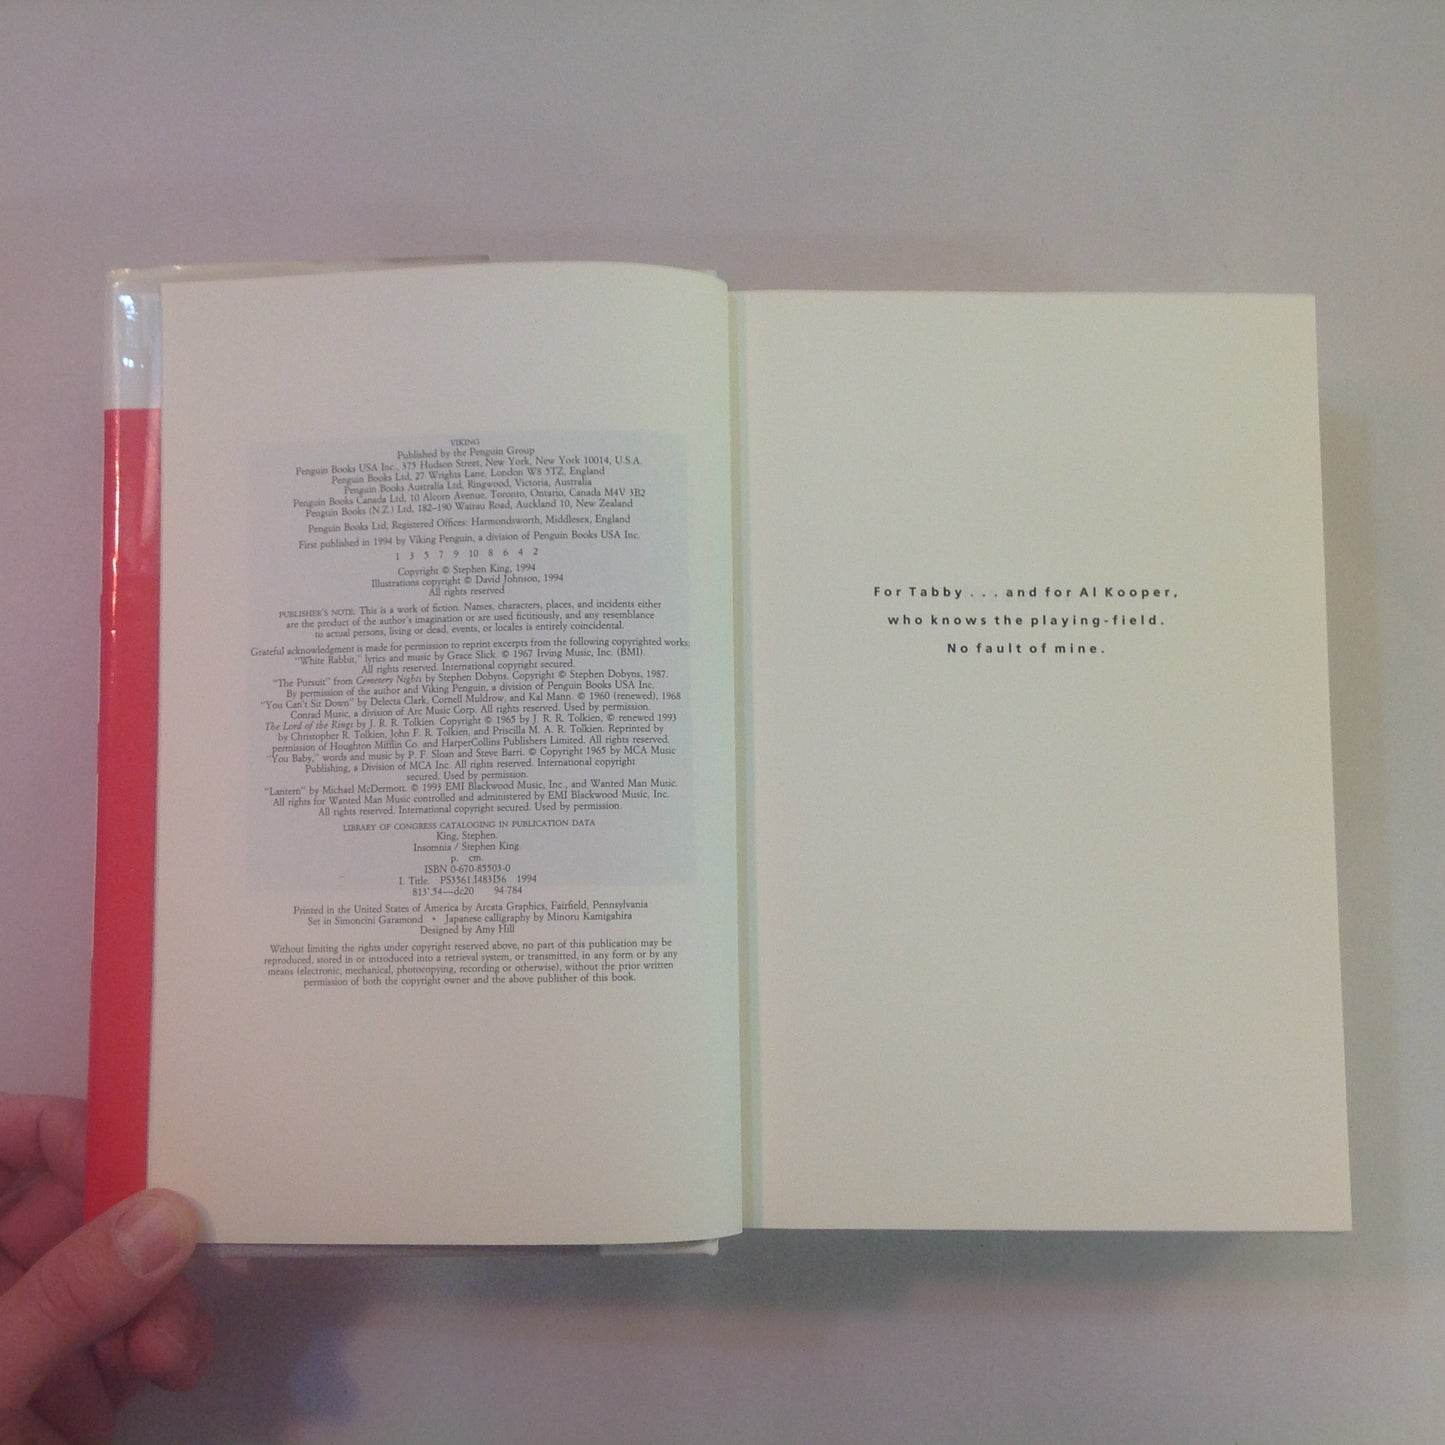 VIKING
Published by the Penguin Group
Penguin Books USA Inc., 375 Hudson Street, New York, New York 10014, U.S.A.
Penguin Books Ltd, 27 Wrights Lane, London W8 5TZ, England
Penguin Books Australia Ltd, Ringwood, Victoria, Australia
Penguin Books Canada Ltd, 10 Alcorn Avenue, Toronto, Ontario, Canada M4V 3B2
Penguin Books (N.Z.) Ltd, 182–190 Wairau Road, Auckland 10, New Zealand
Penguin Books Ltd, Registered Offices: Harmondsworth, Middlesex, England
First published in 1994 by Viking Penguin, a division of Penguin Books USA Inc.
1 3 5 7 9 10 8 6 4 2
Copyright © Stephen King, 1994
Illustrations copyright © David Johnson, 1994
All rights reserved
PUBLISHER'S NOTE: This is a work of fiction. Names, characters, places, and incidents either
are the product of the author's imagination or are used fictitiously, and any resemblance
to actual persons, living or dead, events, or locales is entirely coincidental.
Grateful acknowledgment is made for permission to reprint excerpts from the following copyrighted works:
"White Rabbit," lyrics and music by Grace Slick. © 1967 Irving Music, Inc. (BMI).
All rights reserved. International copyright secured.
"The Pursuit" from Cemetery Nights by Stephen Dobyns. Copyright © Stephen Dobyns, 1987.
By permission of the author and Viking Penguin, a division of Penguin Books USA Inc.
"You Can't Sit Down" by Delecta Clark, Cornell Muldrow, and Kal Mann. © 1960 (renewed), 1968
Conrad Music, a division of Arc Music Corp. All rights reserved. Used by permission.
The Lord of the Rings by J. R. R. Tolkien. Copyright © 1965 by J. R. R. Tolkien, © renewed 1993
by Christopher R. Tolkien, John F. R. Tolkien, and Priscilla M. A. R. Tolkien. Reprinted by
permission of Houghton Mifflin Co. and HarperCollins Publishers Limited. All rights reserved.
"You Baby," words and music by P. F. Sloan and Steve Barri. © Copyright 1965 by MCA Music
Publishing, a Division of MCA Inc. All rights reserved. International copyright
secured. Used by permission.
"Lantern" by Michael McDermott. © 1993 EMI Blackwood Music, Inc., and Wanted Man Music.
All rights for Wanted Man Music controlled and administered by EMI Blackwood Music, Inc.
All rights reserved. International copyright secured. Used by permission.
LIBRARY OF CONGRESS CATALOGING IN PUBLICATION DATA
King, Stephen.
Insomnia / Stephen King.
p. cm.
ISBN 0-670-85503-0
I. Title. PS3561.I483I56 1994
813'.54—dc20 94-784
Printed in the United States of America by Arcata Graphics, Fairfield, Pennsylvania
Set in Simoncini Garamond • Japanese calligraphy by Minoru Kamigahira
Designed by Amy Hill
Without limiting the rights under copyright reserved above, no part of this publication may be
reproduced, stored in or introduced into a retrieval system, or transmitted, in any form or by any
means (electronic, mechanical, photocopying, recording or otherwise), without the prior written
permission of both the copyright owner and the above publisher of this book.
For Tabby . . . and for Al Kooper,
who knows the playing-field.
No fault of mine.